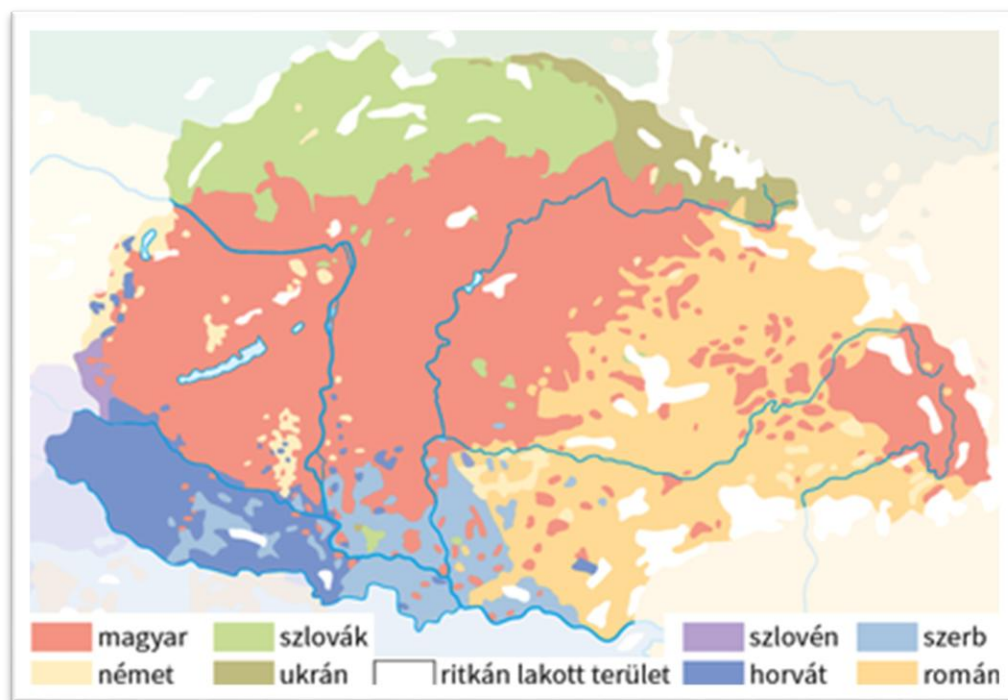 magyar szlovák szlovén szerb
német ukrán ritkán lakott terület horvát román